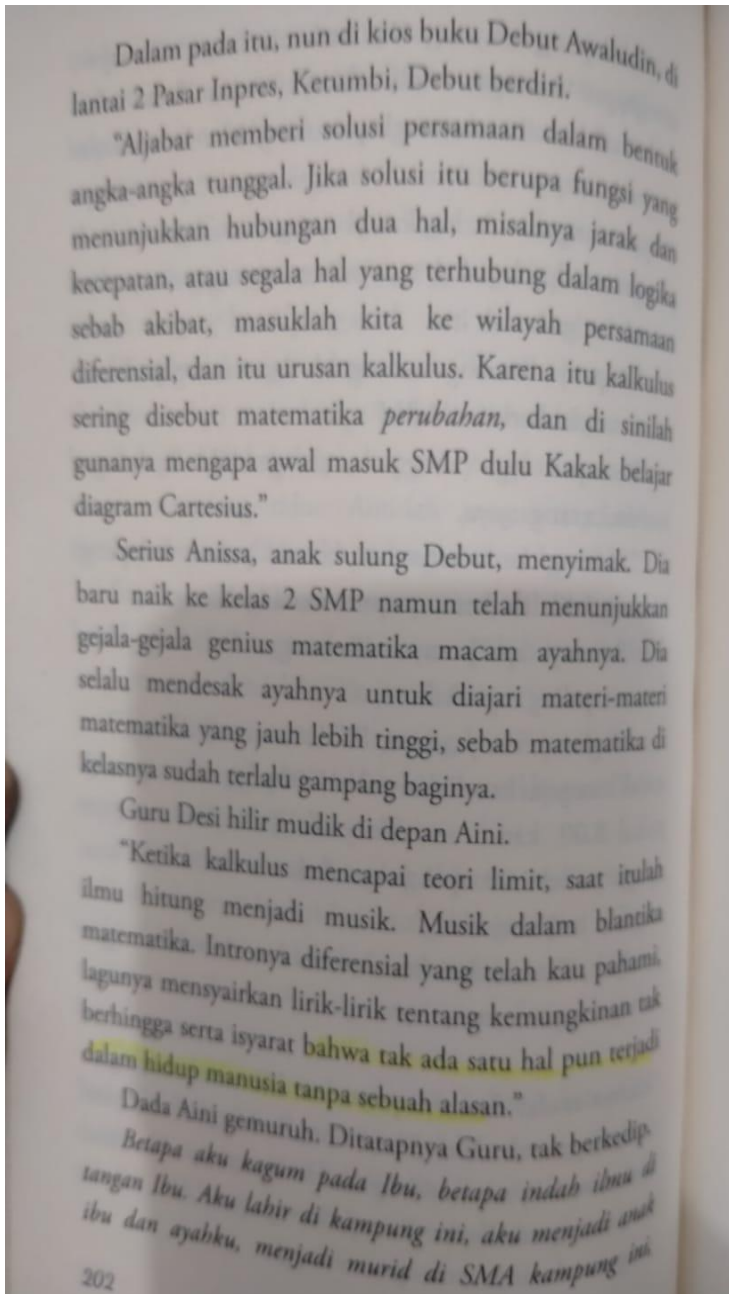 Dalam pada itu, nun di kios buku Debut Awaludin, di
lantai 2 Pasar Inpres, Ketumbi, Debut berdiri.
"Aljabar memberi solusi persamaan dalam bentuk
angka-angka tunggal. Jika solusi itu berupa fungsi yang
menunjukkan hubungan dua hal, misalnya jarak dan
kecepatan, atau segala hal yang terhubung dalam logika
sebab akibat, masuklah kita ke wilayah persamaan
diferensial, dan itu urusan kalkulus. Karena itu kalkulus
sering disebut matematika perubahan, dan di sinilah
gunanya mengapa awal masuk SMP dulu Kakak belajar
diagram Cartesius."
Serius Anissa, anak sulung Debut, menyimak. Dia
baru naik ke kelas 2 SMP namun telah menunjukkan
gejala-gejala genius matematika macam ayahnya. Dia
selalu mendesak ayahnya untuk diajari materi-materi
matematika yang jauh lebih tinggi, sebab matematika di
kelasnya sudah terlalu gampang baginya.
Guru Desi hilir mudik di depan Aini.
"Ketika kalkulus mencapai teori limit, saat itulah
ilmu hitung menjadi musik. Musik dalam blantika
matematika. Intronya diferensial yang telah kau pahami,
lagunya mensyairkan lirik-lirik tentang kemungkinan tak
berhingga serta isyarat bahwa tak ada satu hal pun terjadi
dalam hidup manusia tanpa sebuah alasan."
Dada Aini gemuruh. Ditatapnya Guru, tak berkedip.
Betapa aku kagum pada Ibu, betapa indah ilmu di
tangan Ibu. Aku lahir di kampung ini, aku menjadi anak
ibu dan ayahku, menjadi murid di SMA kampung ini,
202